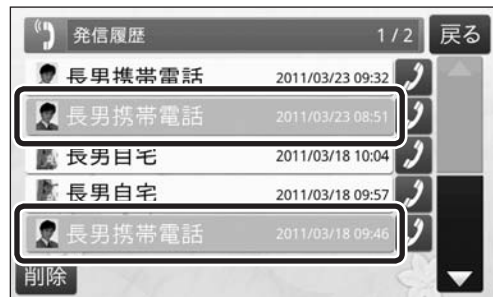 発信履歴 1 / 2 戻る
長男携帯電話 2011/03/23 09:32
長男携帯電話 2011/03/23 08:51
長男自宅 2011/03/18 10:04
長男自宅 2011/03/18 09:57
長男携帯電話 2011/03/18 09:46
削除